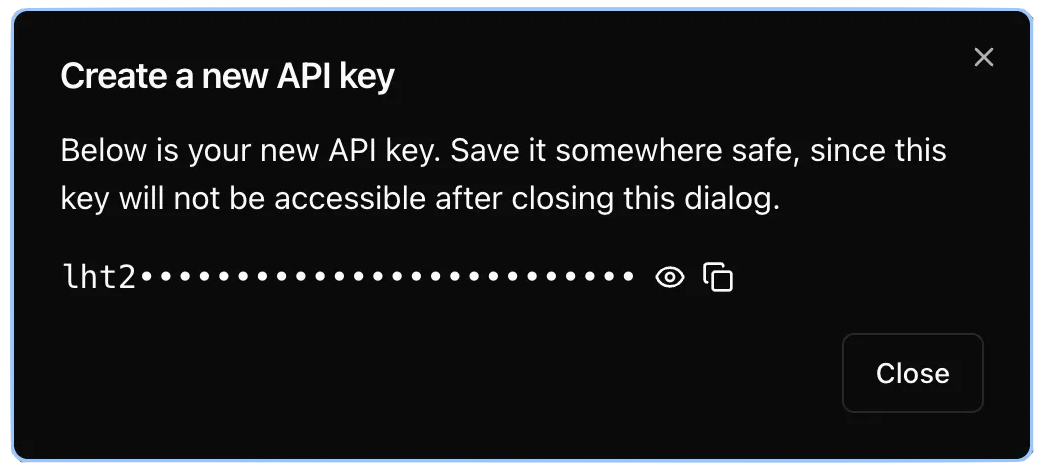 Create a new API key
Below is your new API key. Save it somewhere safe, since this
key will not be accessible after closing this dialog.
lht2••••••••••••••••••••••••••
Close